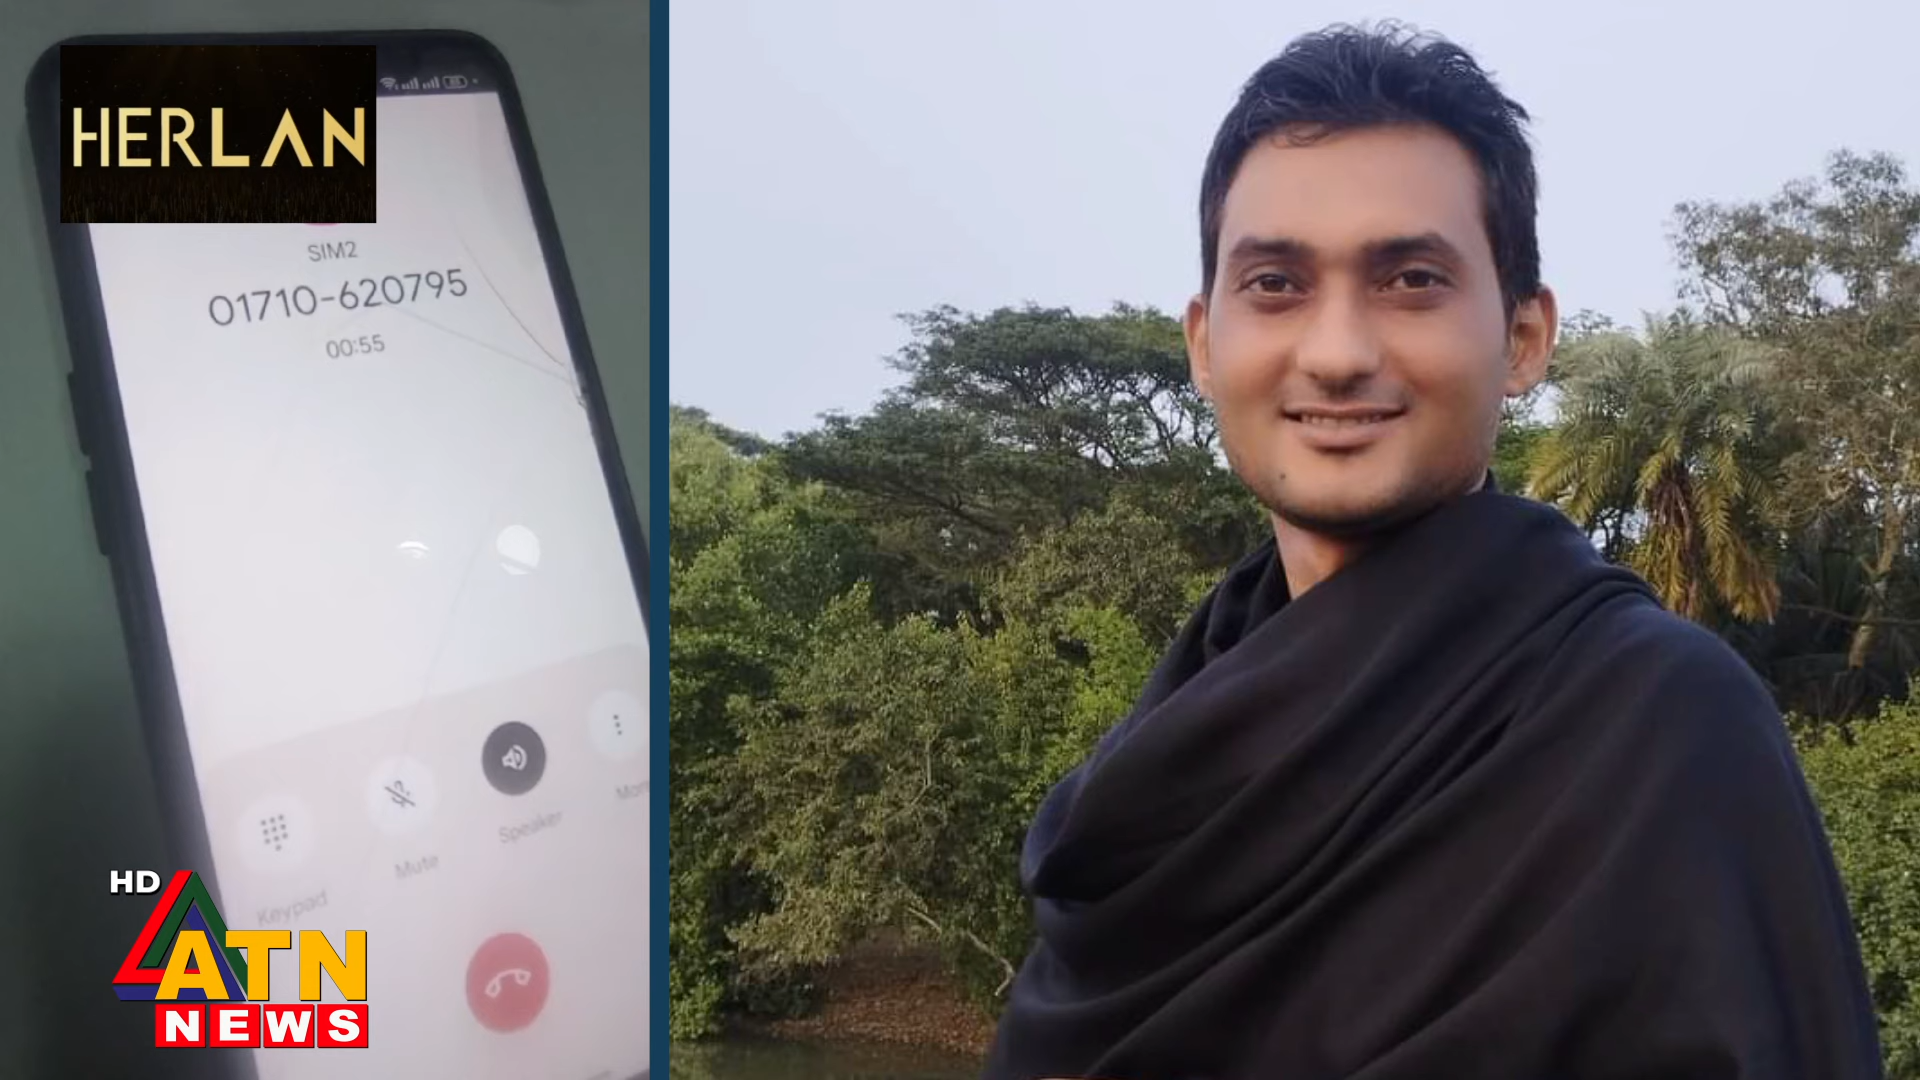 HERLAN
SIM2
01710-620795
00:55
Speaker
Mute
Keypad
HD
ATN
NEWS